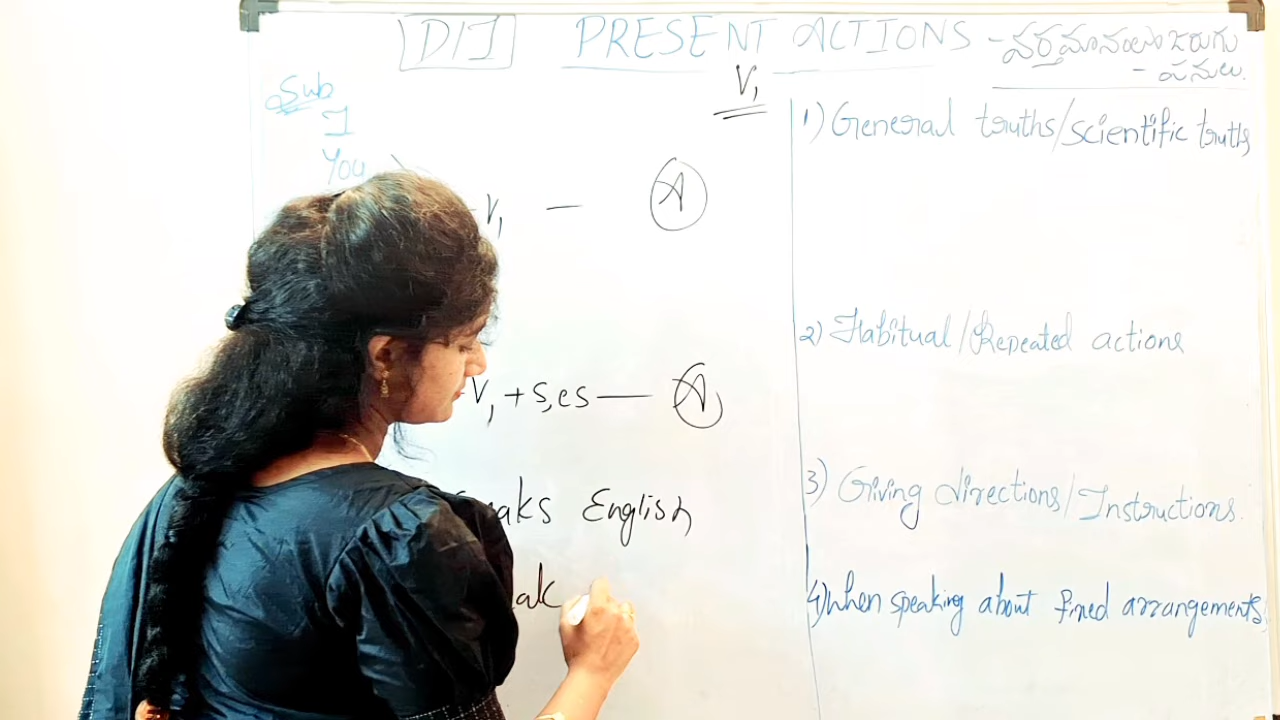 D/I PRESENT ACTIONS - వర్తమానంలో జరుగు
- పనులు.
V₁
Sub
I
You
V₁ — A
V₁ + s, es — A
English
1) General truths/scientific truths
2) Habitual/Repeated actions
3) Giving directions/Instructions.
4) When speaking about fixed arrangements